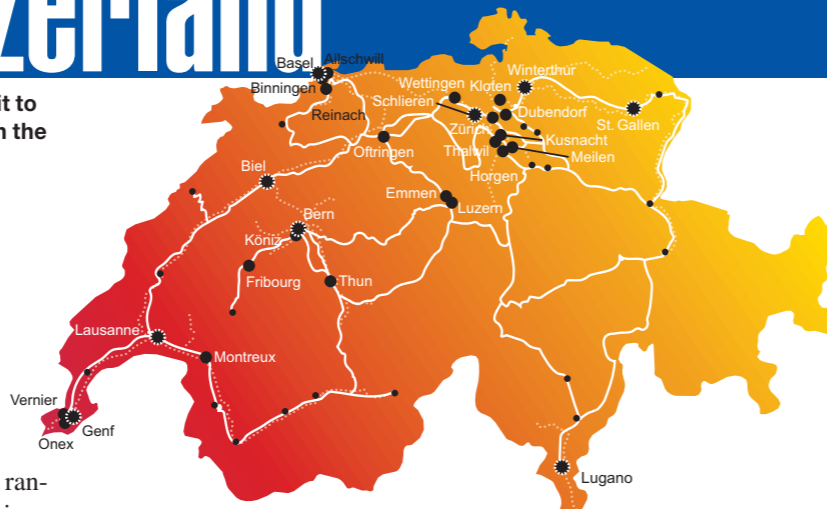 zerland
it to
n the
Basel Allschwill
Binningen
Reinach
Wettingen Kloten Winterthur
Schlieren
Dubendorf
St. Gallen
Zürich
Kusnacht
Oftringen
Thalwil
Meilen
Biel
Horgen
Emmen
Luzern
Bern
Köniz
Fribourg
Thun
Lausanne
Montreux
Vernier
Genf
Onex
Lugano
ran-